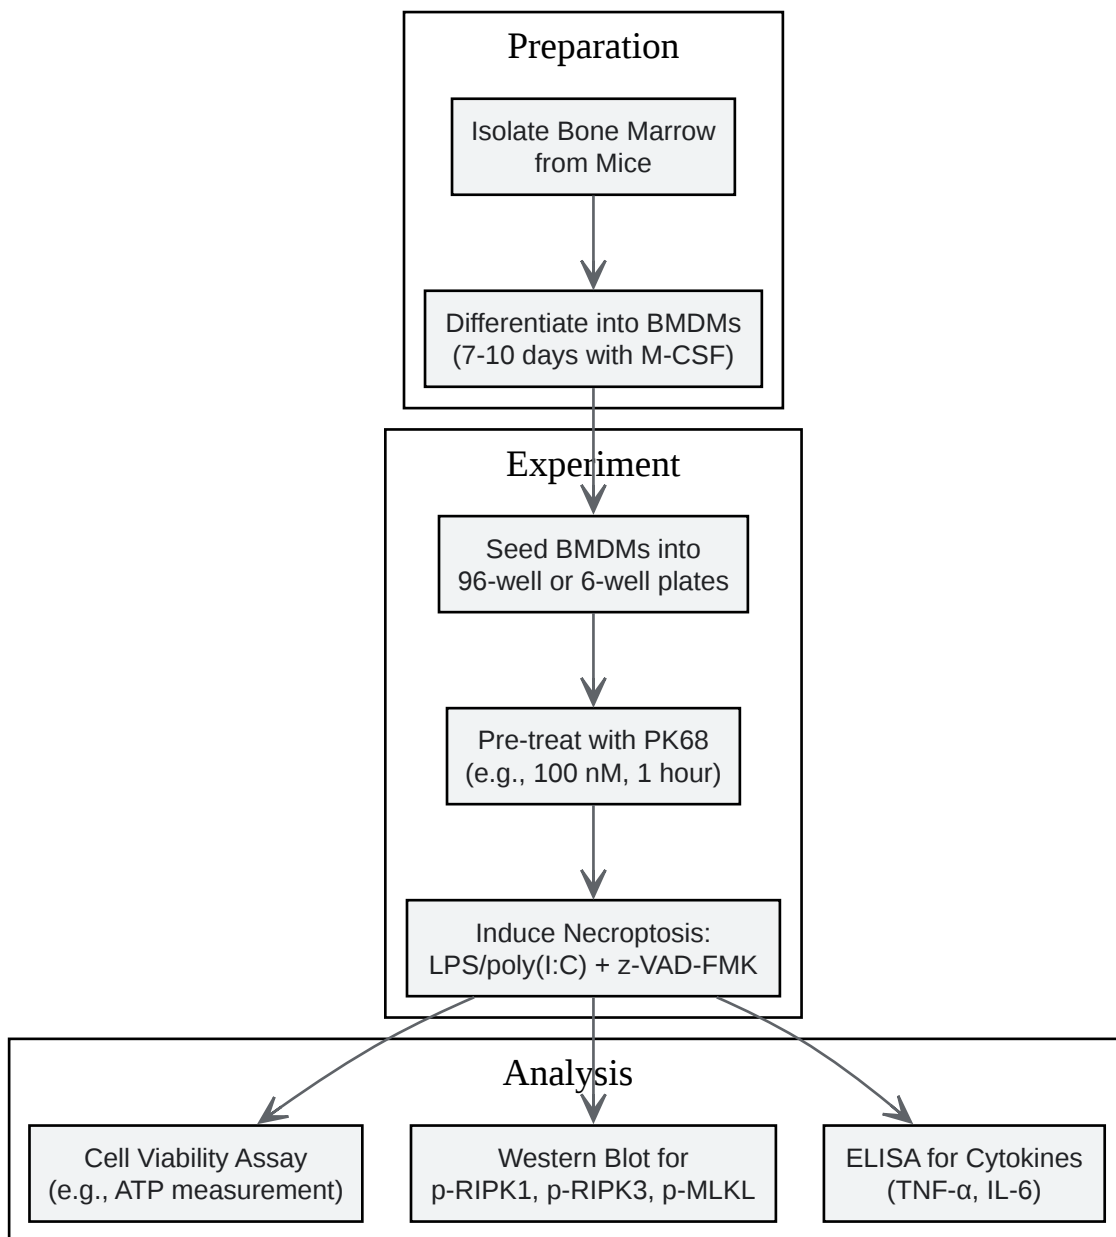 Preparation
Isolate Bone Marrow
from Mice
Differentiate into BMDMs
(7-10 days with M-CSF)
Experiment
Seed BMDMs into
96-well or 6-well plates
Pre-treat with PK68
(e.g., 100 nM, 1 hour)
Induce Necroptosis:
LPS/poly(I:C) + z-VAD-FMK
Analysis
Cell Viability Assay
(e.g., ATP measurement)
Western Blot for
p-RIPK1, p-RIPK3, p-MLKL
ELISA for Cytokines
(TNF-α, IL-6)